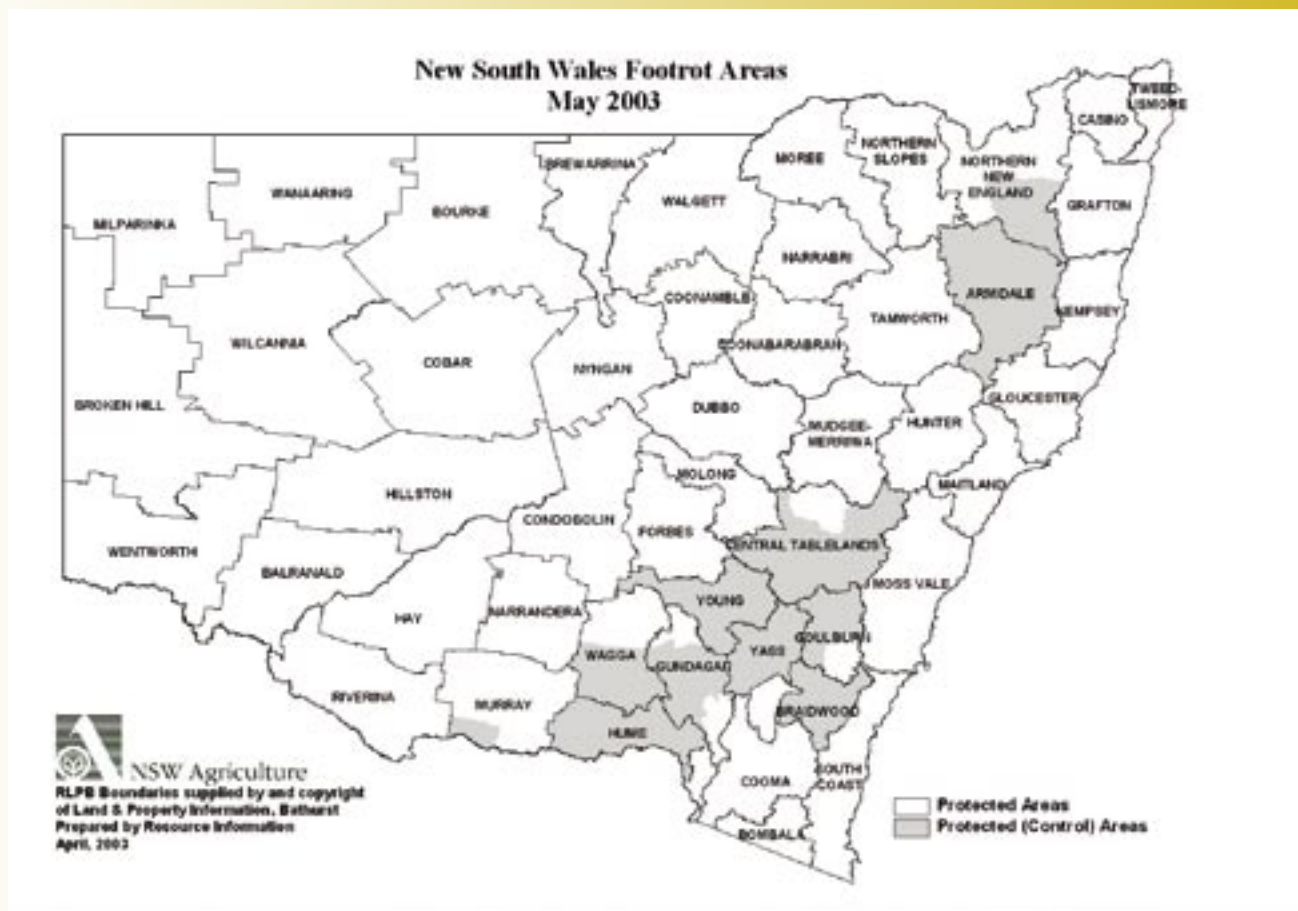 New South Wales Footrot Areas
May 2003
TWEED-
LISMORE
CASINO
MOREE
NORTHERN
SLOPES
NORTHERN
NEW
ENGLAND
BREWARRINA
WANAARING
WALGETT
BOURKE
GRAFTON
MILPARINKA
NARRABRI
ARMIDALE
COONAMBLE
KEMPSEY
TAMWORTH
WILCANNIA
COONABARABRAN
COBAR
NYNGAN
GLOUCESTER
BROKEN HILL
DUBBO
HUNTER
MUDGEE-
MERRIWA
MOLONG
MAITLAND
HILLSTON
CONDOBOLIN
FORBES
CENTRAL TABLELANDS
WENTWORTH
BALRANALD
MOSS VALE
YOUNG
NARRANDERA
HAY
GOULBURN
YASS
WAGGA
GUNDAGAI
RIVERINA
MURRAY
BRAIDWOOD
HUME
COOMA
SOUTH
COAST
BOMBALA
NSW Agriculture
RLPB Boundaries supplied by and copyright
of Land & Property Information, Bathurst
Prepared by Resource Information
April, 2003
Protected Areas
Protected (Control) Areas